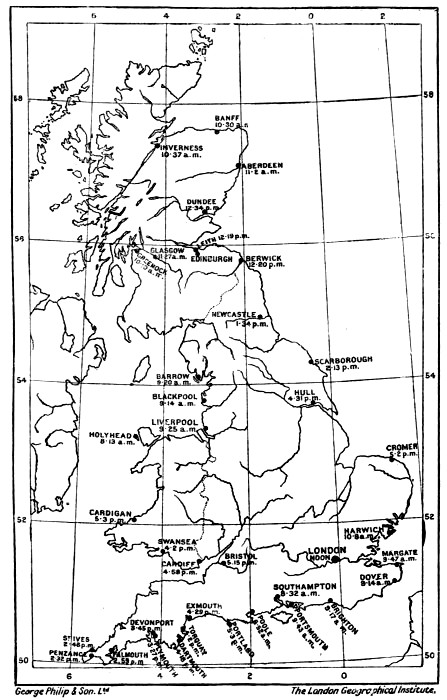 6 4 2 0 2
58 58
BANFF
10·30 a.m.
INVERNESS
10·37 a.m.
ABERDEEN
11·2 a.m.
DUNDEE
12·34 p.m.
56
LEITH 12·19 p.m.
GLASGOW
11·27 a.m.
GREENOCK
EDINBURGH
BERWICK
12·20 p.m.
NEWCASTLE
1·34 p.m.
SCARBOROUGH
2·13 p.m.
54 54
BARROW
9·20 a.m.
BLACKPOOL
9·14 a.m.
HULL
4·31 p.m.
LIVERPOOL
9·25 a.m.
HOLYHEAD
8·13 a.m.
CROMER
5·2 p.m.
52 52
CARDIGAN
5·3 p.m.
HARWICH
10·8 a.m.
SWANSEA
4·2 p.m.
CARDIFF
4·58 p.m.
BRISTOL
5·15 p.m.
LONDON
NOON
MARGATE
9·47 a.m.
DOVER
9·14 a.m.
SOUTHAMPTON
8·32 a.m.
EXMOUTH
4·29 p.m.
DEVONPORT
3·45 p.m.
PLYMOUTH
TORQUAY
DARTMOUTH
PORTLAND
POOLE
PORTSMOUTH
BRIGHTON
ST IVES
2·46 p.m.
PENZANCE
2·32 p.m.
FALMOUTH
2·59 p.m.
50 50
6 4 2 0
George Philip & Son. Ltd
The London Geographical Institute.